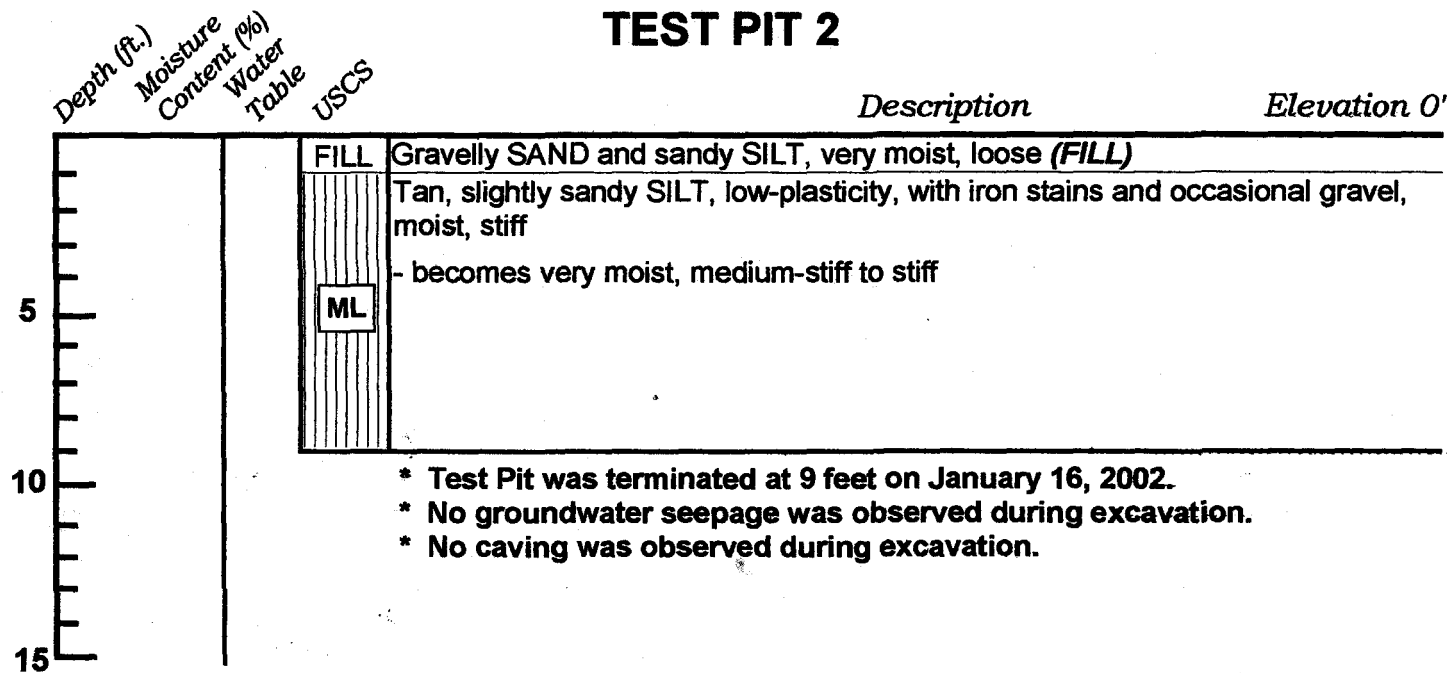 TEST PIT 2
Depth (ft.)
Moisture
Content (%)
Water
Table
USCS
Description
Elevation 0'
FILL
Gravelly SAND and sandy SILT, very moist, loose (FILL)
Tan, slightly sandy SILT, low-plasticity, with iron stains and occasional gravel,
moist, stiff
- becomes very moist, medium-stiff to stiff
5
ML
10
* Test Pit was terminated at 9 feet on January 16, 2002.
* No groundwater seepage was observed during excavation.
* No caving was observed during excavation.
15